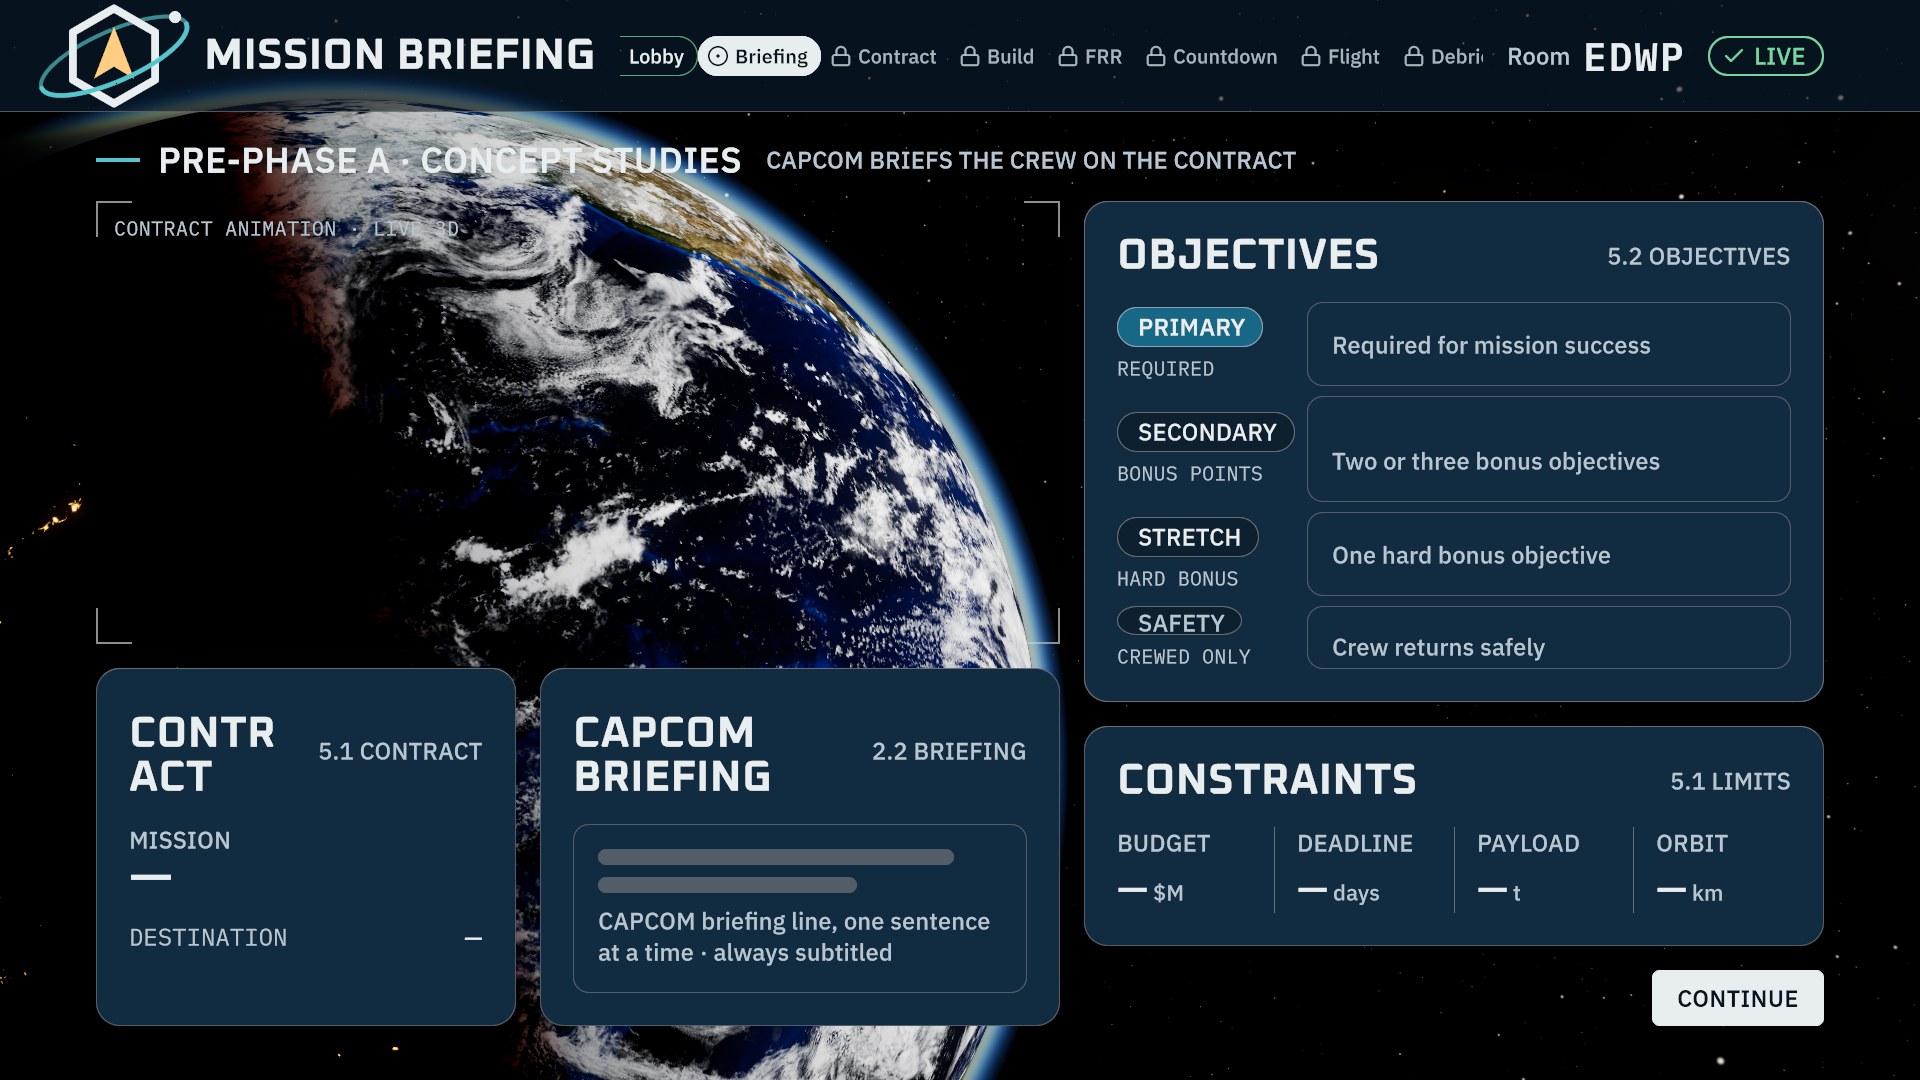 MISSION BRIEFING
Lobby
Briefing
Contract
Build
FRR
Countdown
Flight
Debri
Room EDWP
LIVE
PRE-PHASE A · CONCEPT STUDIES CAPCOM BRIEFS THE CREW ON THE CONTRACT
CONTRACT ANIMATION · LIVE 3D
OBJECTIVES
5.2 OBJECTIVES
PRIMARY
REQUIRED
Required for mission success
SECONDARY
BONUS POINTS
Two or three bonus objectives
STRETCH
HARD BONUS
One hard bonus objective
SAFETY
CREWED ONLY
Crew returns safely
CONTR
ACT
5.1 CONTRACT
MISSION
—
DESTINATION —
CAPCOM
BRIEFING
2.2 BRIEFING
CAPCOM briefing line, one sentence
at a time · always subtitled
CONSTRAINTS
5.1 LIMITS
BUDGET
— $M
DEADLINE
— days
PAYLOAD
— t
ORBIT
— km
CONTINUE